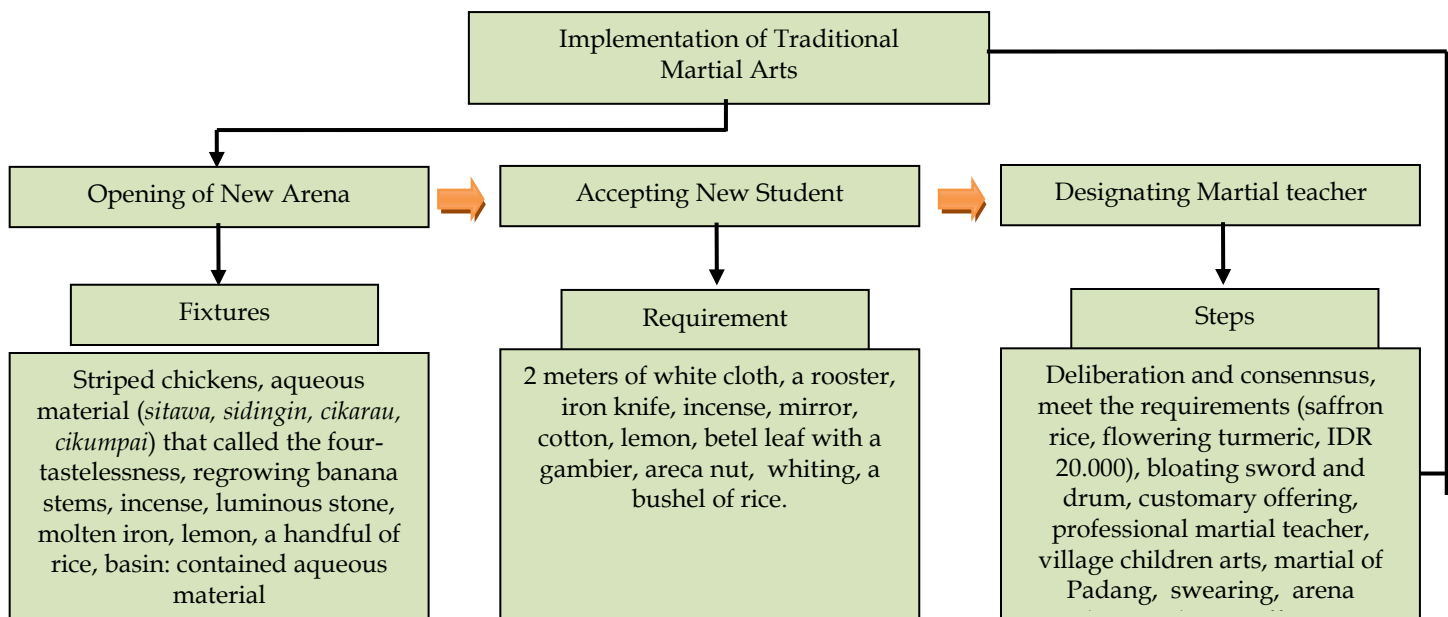 Implementation of Traditional
Martial Arts
Opening of New Arena
Accepting New Student
Designating Martial teacher
Fixtures
Requirement
Steps
Striped chickens, aqueous
material (sitawa, sidingin, cikarau,
cikumpai) that called the four-
tastelessness, regrowing banana
stems, incense, luminous stone,
molten iron, lemon, a handful of
rice, basin: contained aqueous
material
2 meters of white cloth, a rooster,
iron knife, incense, mirror,
cotton, lemon, betel leaf with a
gambier, areca nut, whiting, a
bushel of rice.
Deliberation and consennsus,
meet the requirements (saffron
rice, flowering turmeric, IDR
20.000), bloating sword and
drum, customary offering,
professional martial teacher,
village children arts, martial of
Padang, swearing, arena